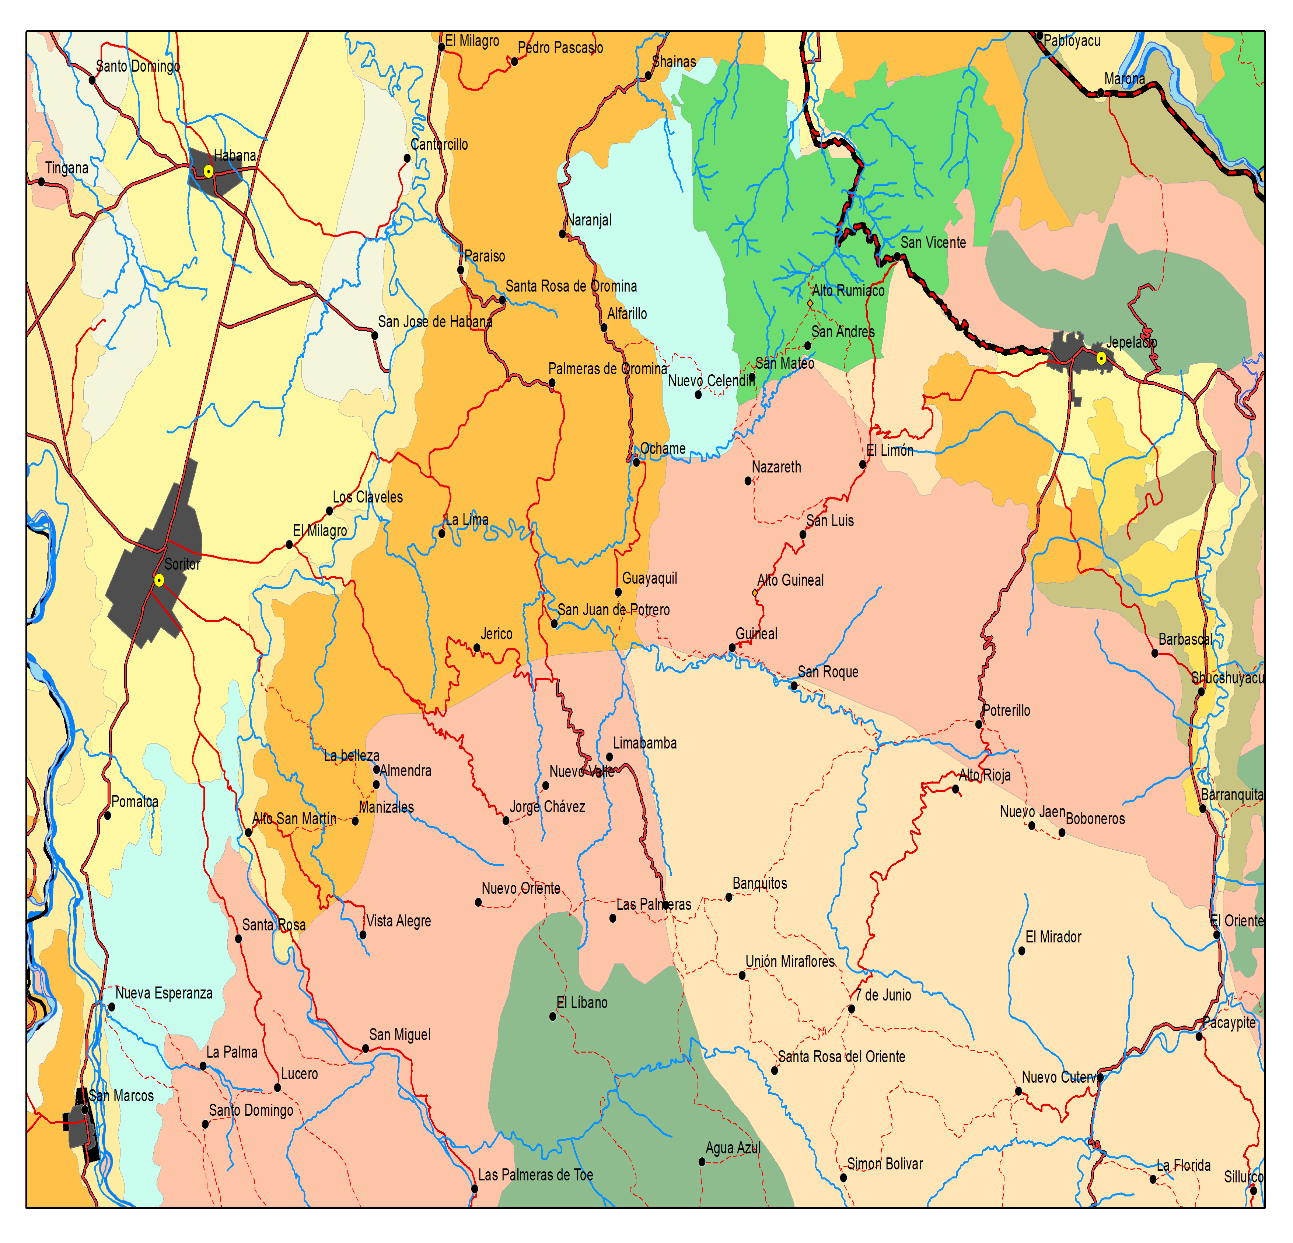 El Milagro
Pedro Pascasio
Pabloyacu
Santo Domingo
Shainas
Marona
Cantorcillo
Habana
Tingana
Naranjal
San Vicente
Paraiso
Santa Rosa de Oromina
Alto Rumiaco
San Jose de Habana
Alfarillo
San Andres
Jepelacio
Palmeras de Oromina
San Mateo
Nuevo Celendin
Ochame
El Limón
Nazareth
Los Claveles
La Lima
San Luis
El Milagro
Soritor
Guayaquil
Alto Guineal
San Juan de Potrero
Jerico
Guineal
Barbascal
San Roque
Shucshuyacu
Potrerillo
Limabamba
La belleza
Almendra
Nuevo Valle
Alto Rioja
Pomalca
Manizales
Jorge Chávez
Barranquita
Alto San Martin
Nuevo Jaen
Boboneros
Nuevo Oriente
Banquitos
Las Palmeras
Santa Rosa
Vista Alegre
El Oriente
El Mirador
Unión Miraflores
Nueva Esperanza
El Líbano
7 de Junio
San Miguel
Pacaypite
La Palma
Santa Rosa del Oriente
Lucero
Nuevo Cutervo
San Marcos
Santo Domingo
Agua Azul
Simon Bolivar
La Florida
Las Palmeras de Toe
Sillurco